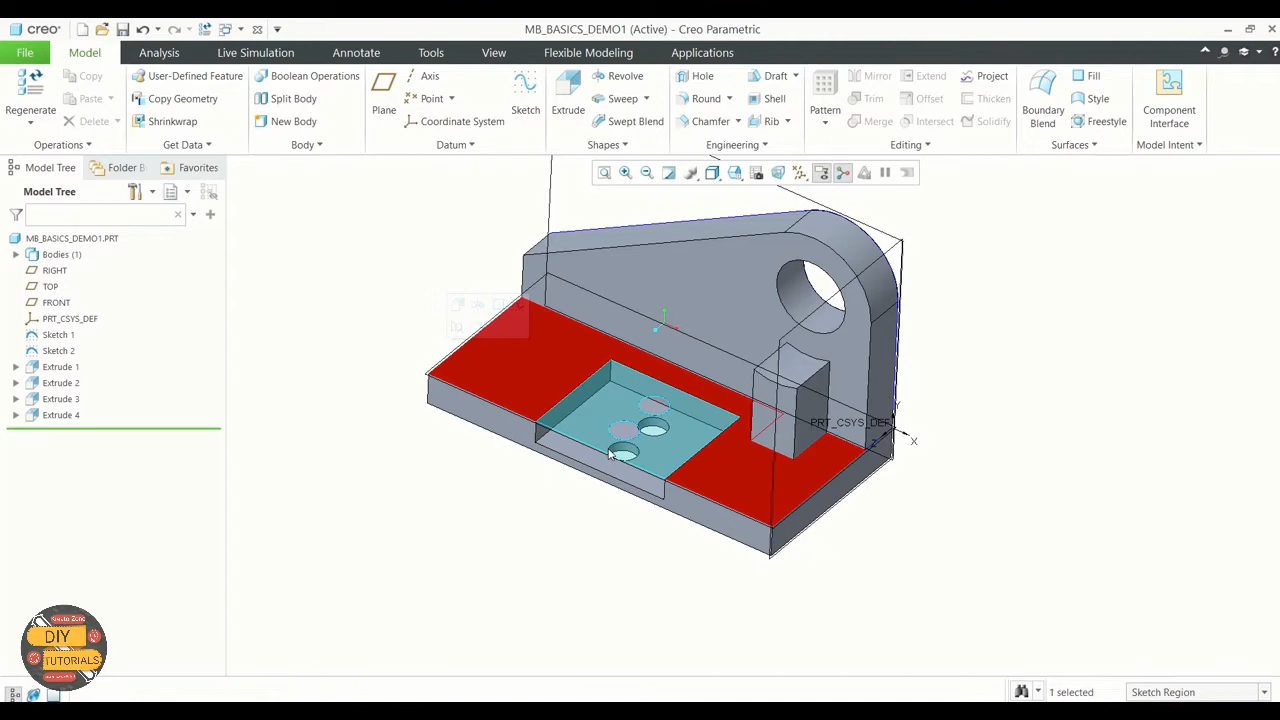 creo®
MB_BASICS_DEMO1 (Active) - Creo Parametric
File
Model
Analysis
Live Simulation
Annotate
Tools
View
Flexible Modeling
Applications
Regenerate
Copy
Paste
Delete
Operations
User-Defined Feature
Copy Geometry
Shrinkwrap
Get Data
Boolean Operations
Split Body
New Body
Body
Plane
Axis
Point
Coordinate System
Sketch
Datum
Extrude
Revolve
Sweep
Swept Blend
Shapes
Hole
Round
Chamfer
Draft
Shell
Rib
Engineering
Pattern
Mirror
Trim
Merge
Extend
Offset
Intersect
Project
Thicken
Solidify
Editing
Boundary
Blend
Fill
Style
Freestyle
Surfaces
Component
Interface
Model Intent
Model Tree
Folder B
Favorites
Model Tree
MB_BASICS_DEMO1.PRT
Bodies (1)
RIGHT
TOP
FRONT
PRT_CSYS_DEF
Sketch 1
Sketch 2
Extrude 1
Extrude 2
Extrude 3
Extrude 4
PRT_CSYS_DEF
Y
X
Z
DIY
TUTORIALS
1 selected
Sketch Region